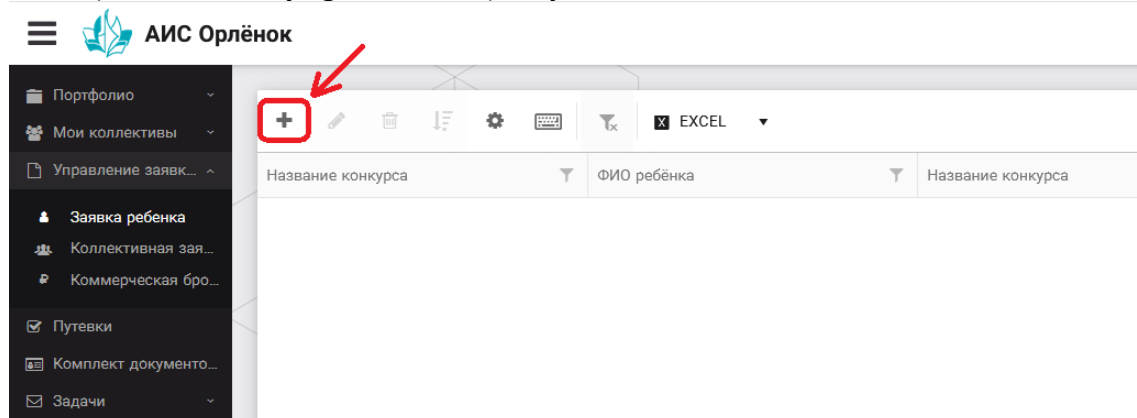 АИС Орлёнок
Портфолио
Мои коллективы
Управление заявк...
Заявка ребенка
Коллективная зая...
Коммерческая бро...
Путевки
Комплект документо...
Задачи
EXCEL
Название конкурса
ФИО ребёнка
Название конкурса